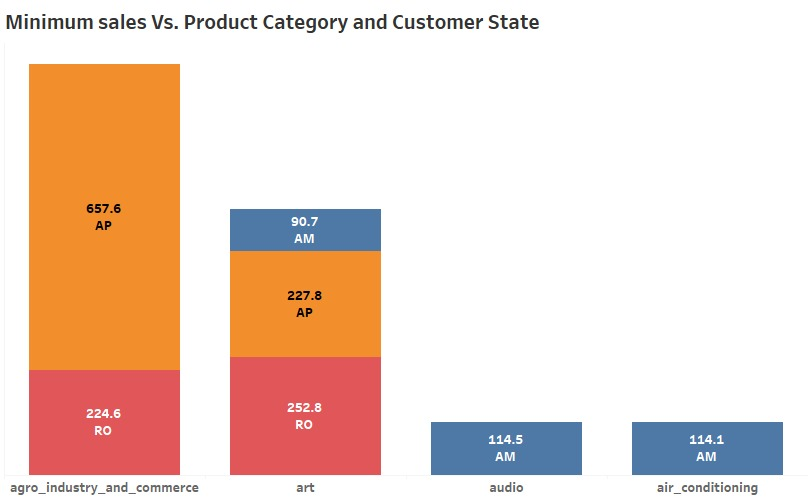 Minimum sales Vs. Product Category and Customer State
657.6
AP
224.6
RO
90.7
AM
227.8
AP
252.8
RO
114.5
AM
114.1
AM
agro_industry_and_commerce
art
audio
air_conditioning